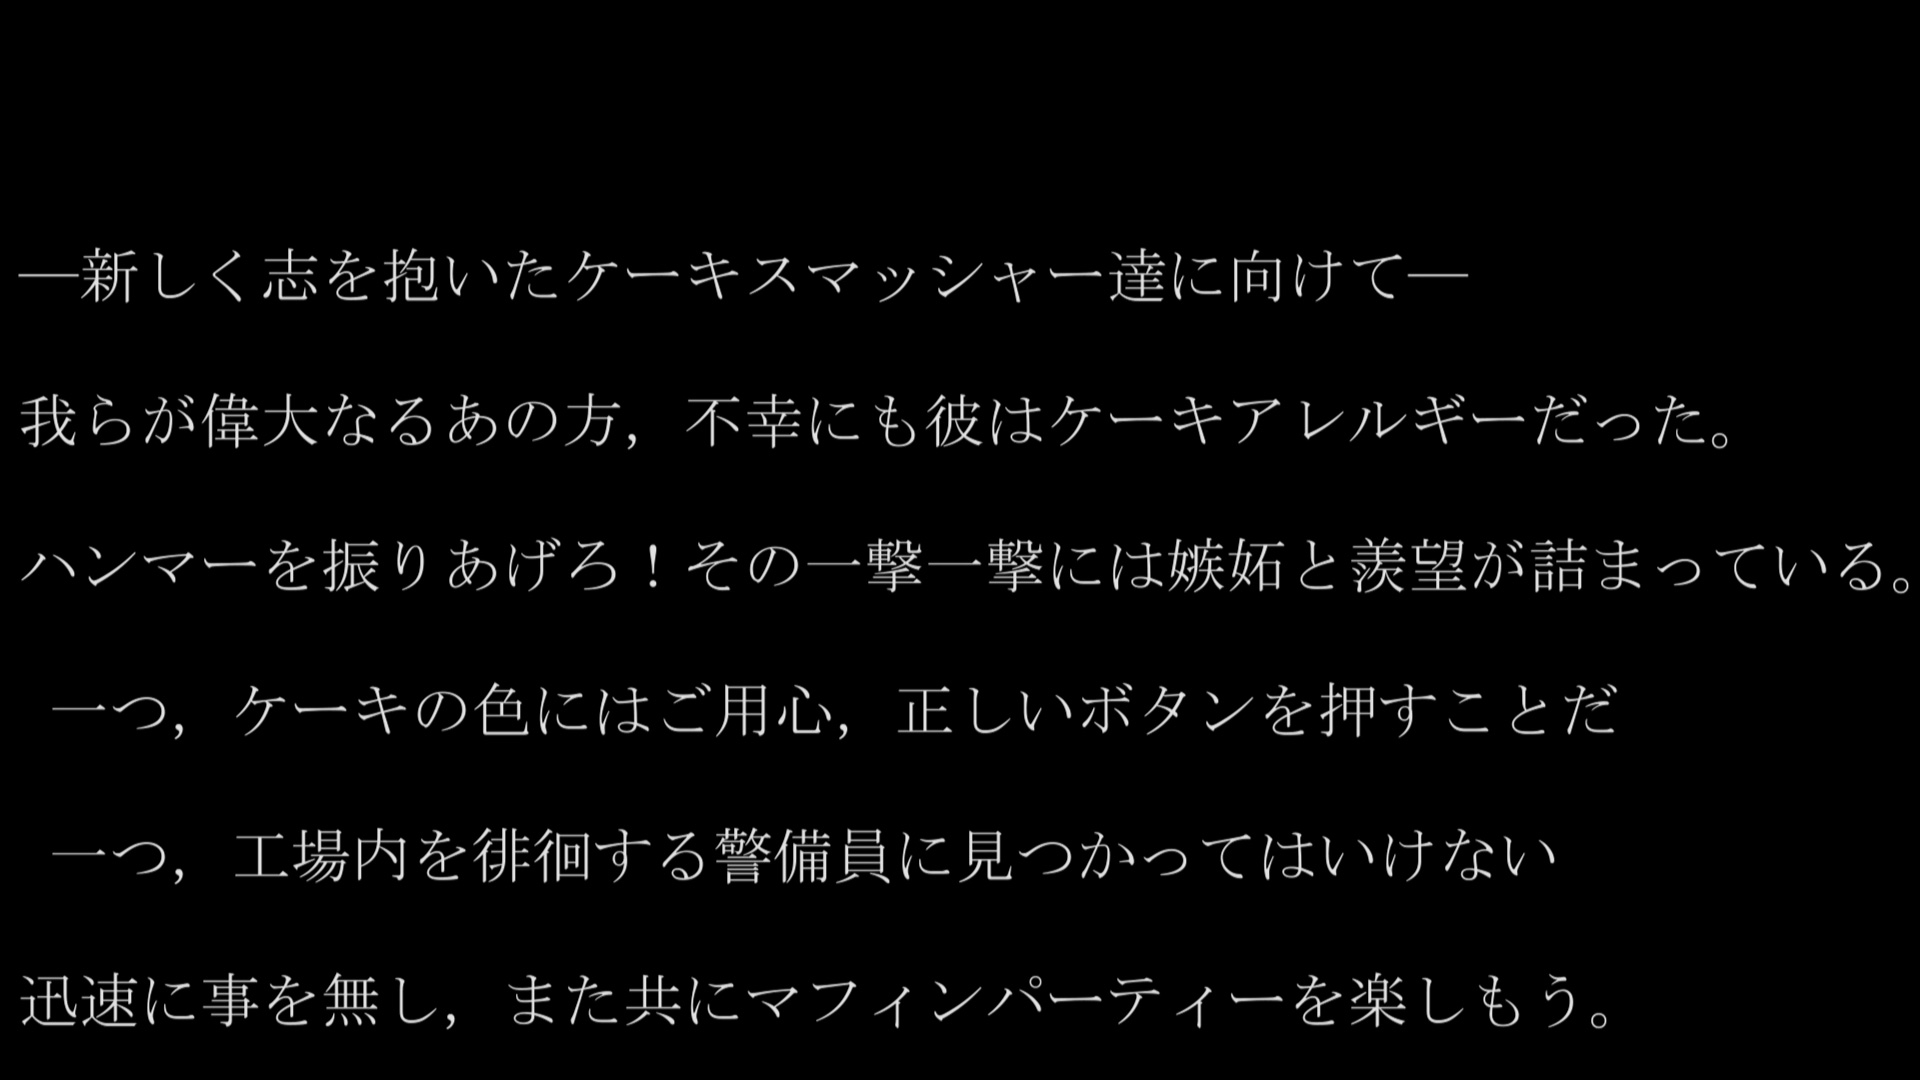 ―新しく志を抱いたケーキスマッシャー達に向けて―
我らが偉大なるあの方，不幸にも彼はケーキアレルギーだった。
ハンマーを振りあげろ！その一撃一撃には嫉妬と羨望が詰まっている。
一つ，ケーキの色にはご用心，正しいボタンを押すことだ
一つ，工場内を徘徊する警備員に見つかってはいけない
迅速に事を無し，また共にマフィンパーティーを楽しもう。